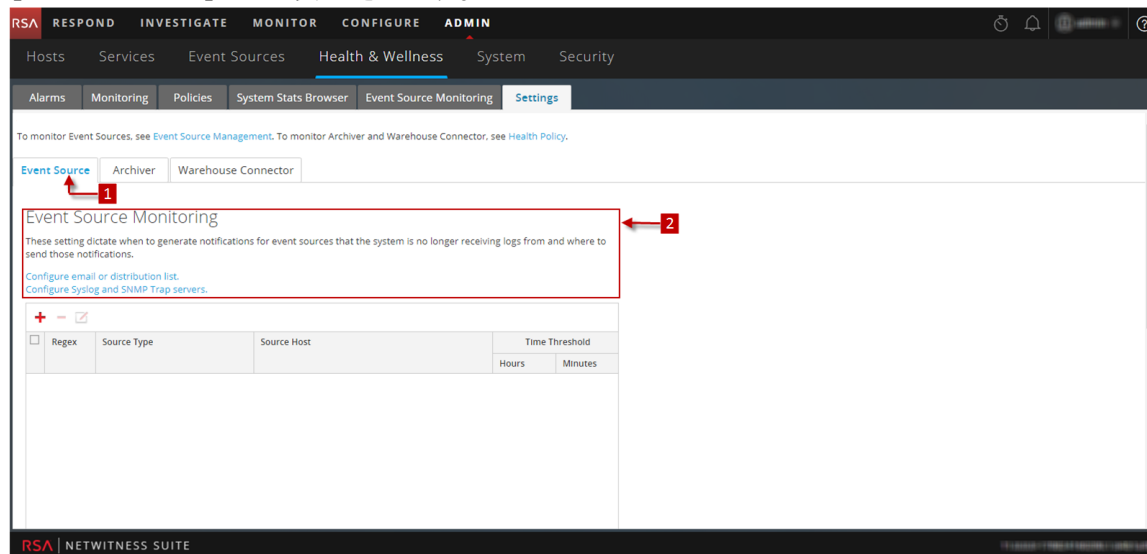 RSA RESPOND INVESTIGATE MONITOR CONFIGURE ADMIN
Hosts Services Event Sources Health & Wellness System Security
Alarms Monitoring Policies System Stats Browser Event Source Monitoring Settings
To monitor Event Sources, see Event Source Management. To monitor Archiver and Warehouse Connector, see Health Policy.
Event Source Archiver Warehouse Connector
1
Event Source Monitoring
2
These setting dictate when to generate notifications for event sources that the system is no longer receiving logs from and where to
send those notifications.
Configure email or distribution list.
Configure Syslog and SNMP Trap servers.
Regex Source Type Source Host Time Threshold
Hours Minutes
RSA NETWITNESS SUITE